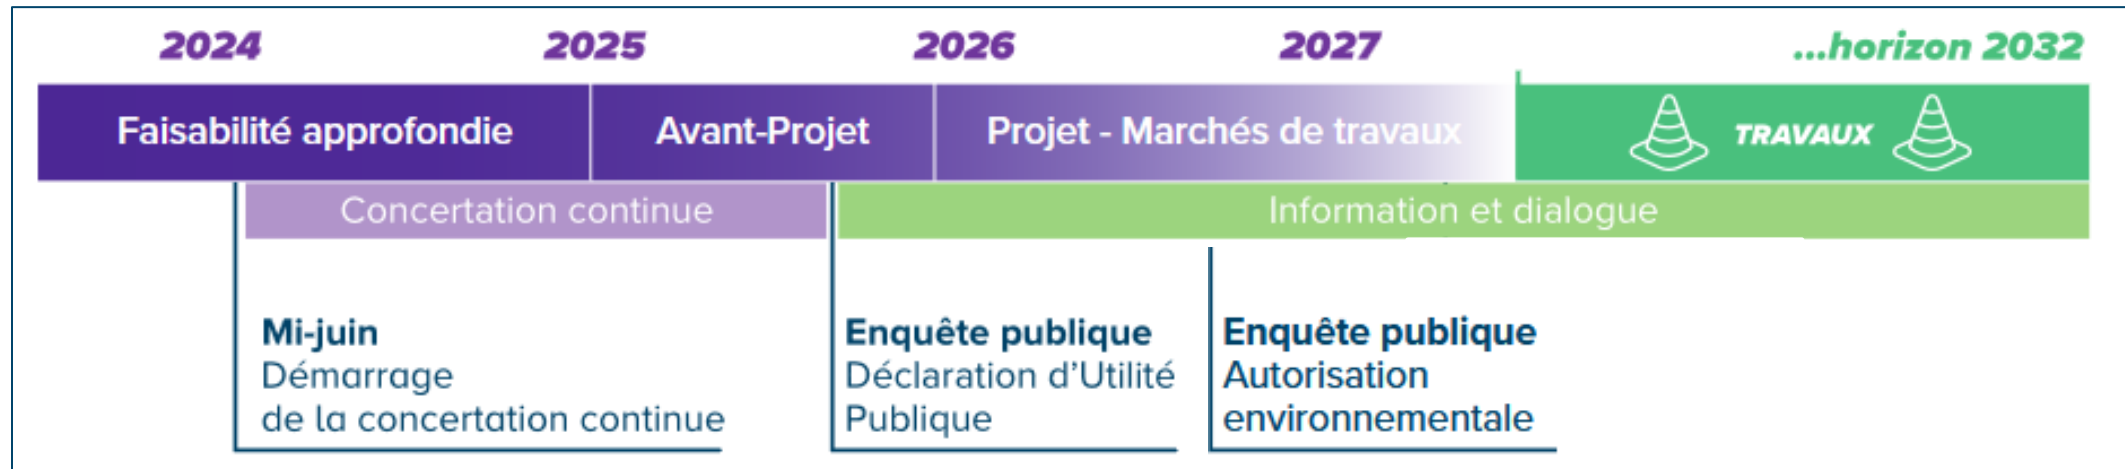 2024 2025 2026 2027 ...horizon 2032
Faisabilité approfondie Avant-Projet Projet - Marchés de travaux TRAVAUX
Concertation continue Information et dialogue
Mi-juin
Démarrage
de la concertation continue
Enquête publique
Déclaration d'Utilité
Publique
Enquête publique
Autorisation
environnementale